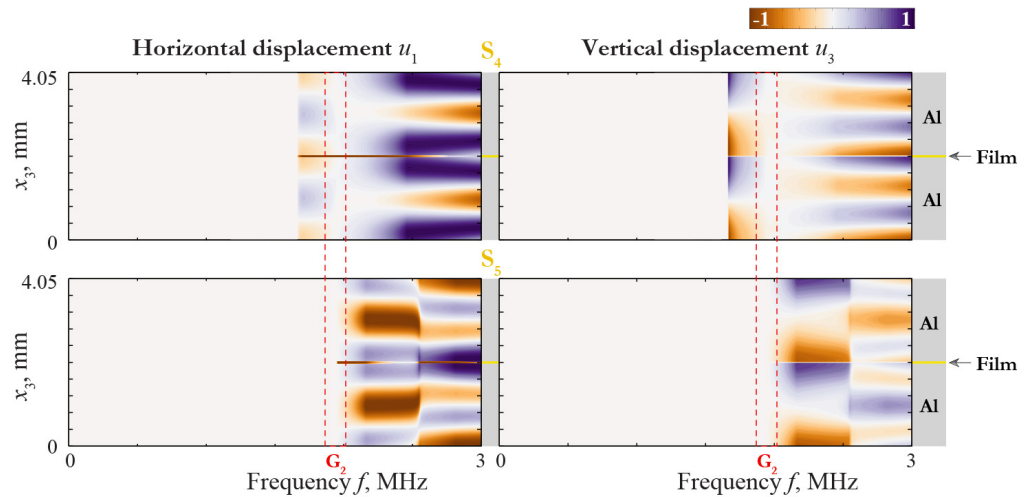 -1 1
Horizontal displacement u₁ S₄ Vertical displacement u₃
4.05
x₃, mm
0
Al
Film
Al
S₅
4.05
x₃, mm
0
Al
Film
Al
0 G₂ 3 G₂ 3
Frequency f, MHz Frequency f, MHz